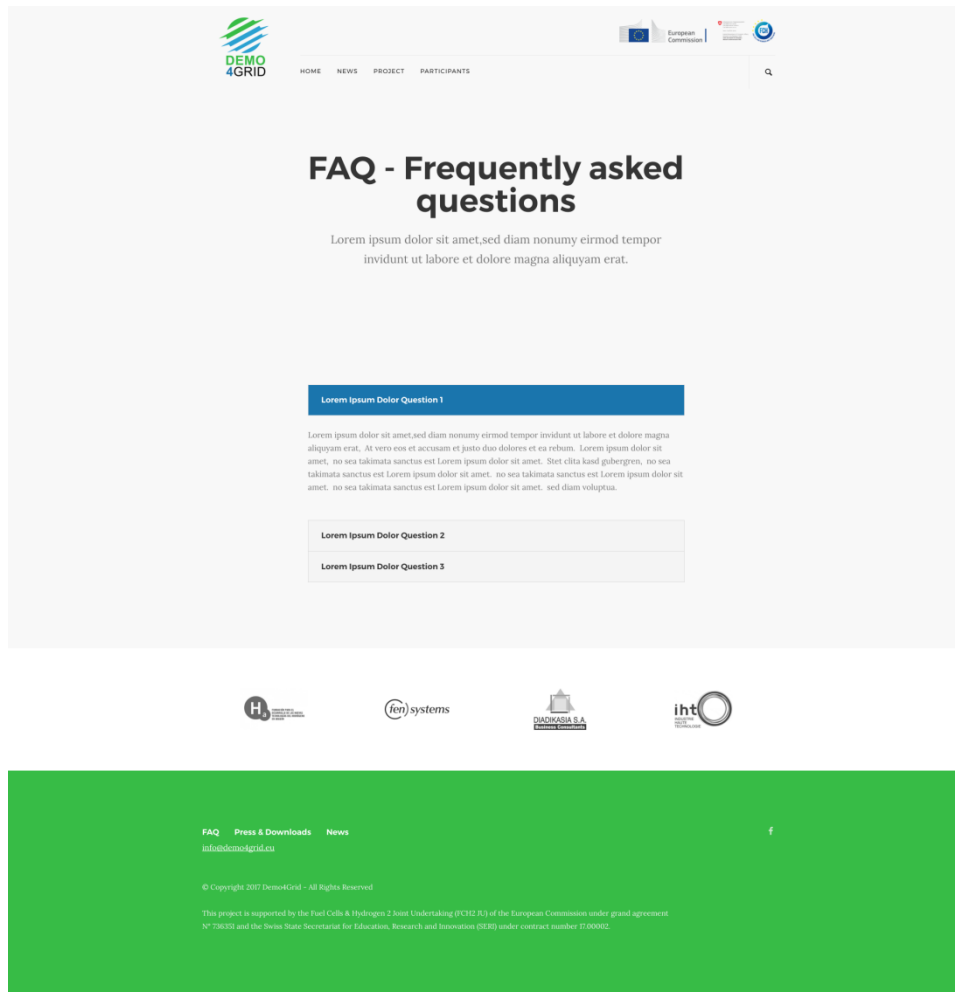 DEMO
4GRID
European
Commission
FCH
HOME NEWS PROJECT PARTICIPANTS
FAQ - Frequently asked
questions
Lorem ipsum dolor sit amet,sed diam nonumy eirmod tempor
invidunt ut labore et dolore magna aliquyam erat.
Lorem Ipsum Dolor Question 1
Lorem ipsum dolor sit amet,sed diam nonumy eirmod tempor invidunt ut labore et dolore magna
aliquyam erat, At vero eos et accusam et justo duo dolores et ea rebum. Lorem ipsum dolor sit
amet, no sea takimata sanctus est Lorem ipsum dolor sit amet. Stet clita kasd gubergren, no sea
takimata sanctus est Lorem ipsum dolor sit amet. no sea takimata sanctus est Lorem ipsum dolor sit
amet. no sea takimata sanctus est Lorem ipsum dolor sit amet. sed diam voluptua.
Lorem Ipsum Dolor Question 2
Lorem Ipsum Dolor Question 3
Ha
fen systems
DIADIKASIA S.A.
Business Consultants
iht
INDUSTRIE
HAUTE
TECHNOLOGIE
FAQ Press & Downloads News
info@demo4grid.eu
© Copyright 2017 Demo4Grid - All Rights Reserved
This project is supported by the Fuel Cells & Hydrogen 2 Joint Undertaking (FCH2 JU) of the European Commission under grand agreement
N° 736351 and the Swiss State Secretariat for Education, Research and Innovation (SERI) under contract number 17.00002.